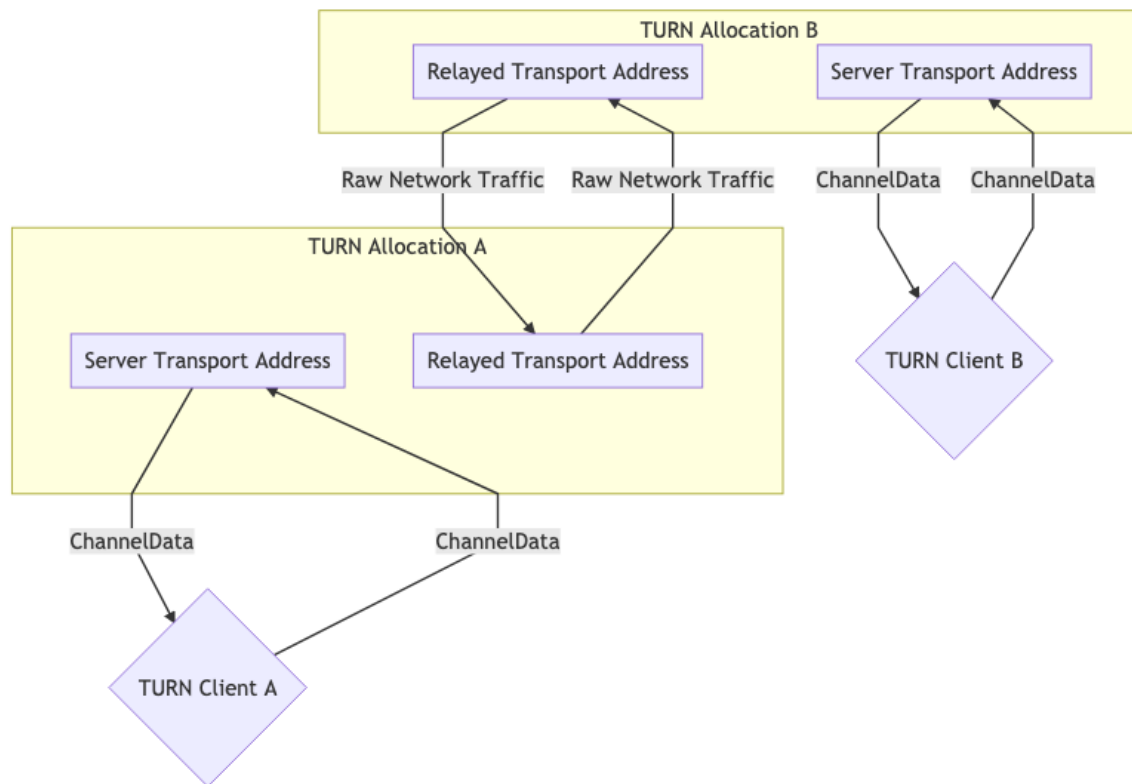 TURN Allocation B
Relayed Transport Address
Server Transport Address
Raw Network Traffic
Raw Network Traffic
ChannelData
ChannelData
TURN Allocation A
Server Transport Address
Relayed Transport Address
TURN Client B
ChannelData
ChannelData
TURN Client A